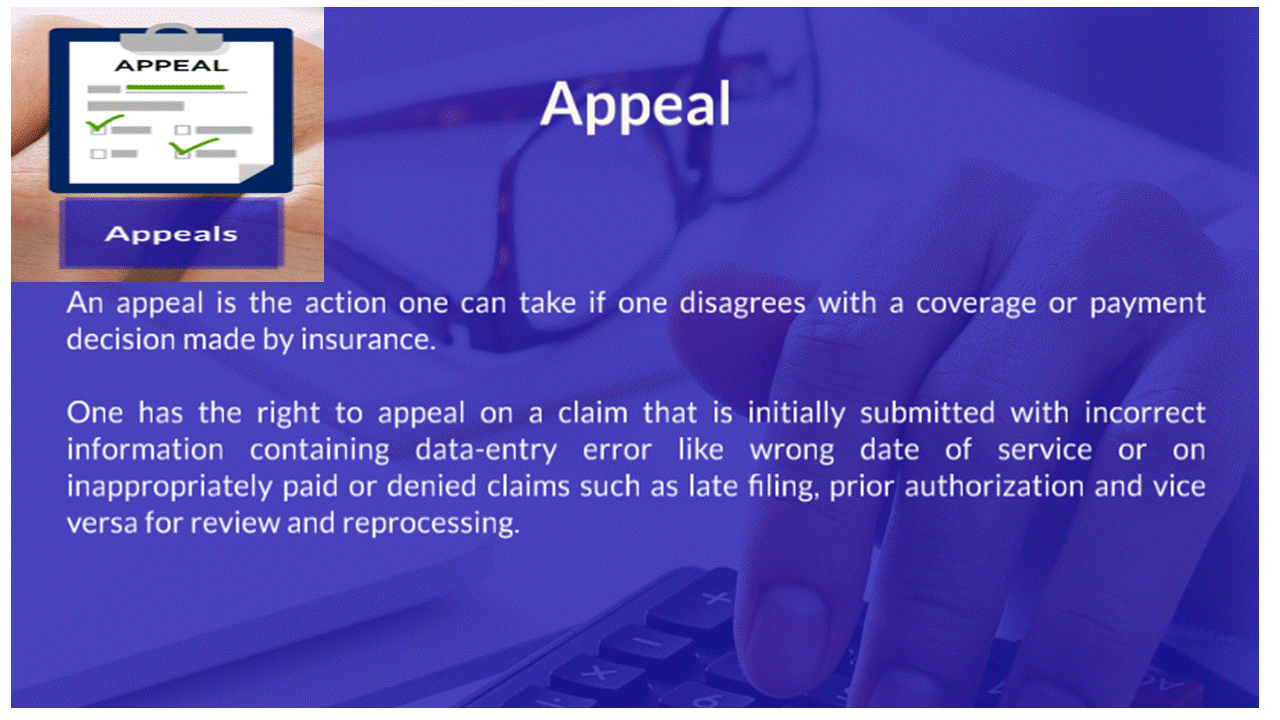 APPEAL
Appeals
Appeal
An appeal is the action one can take if one disagrees with a coverage or payment
decision made by insurance.
One has the right to appeal on a claim that is initially submitted with incorrect
information containing data-entry error like wrong date of service or on
inappropriately paid or denied claims such as late filing, prior authorization and vice
versa for review and reprocessing.